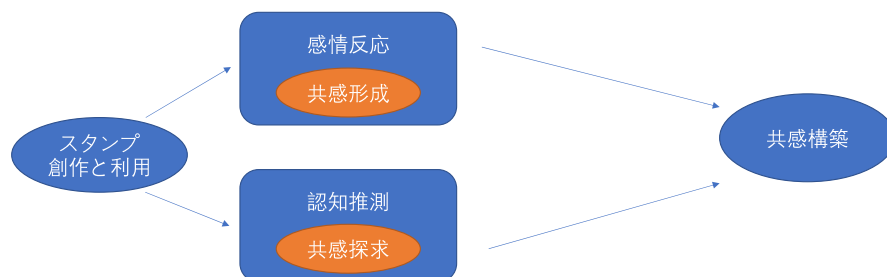 スタンプ
創作と利用
感情反応
共感形成
認知推測
共感探求
共感構築